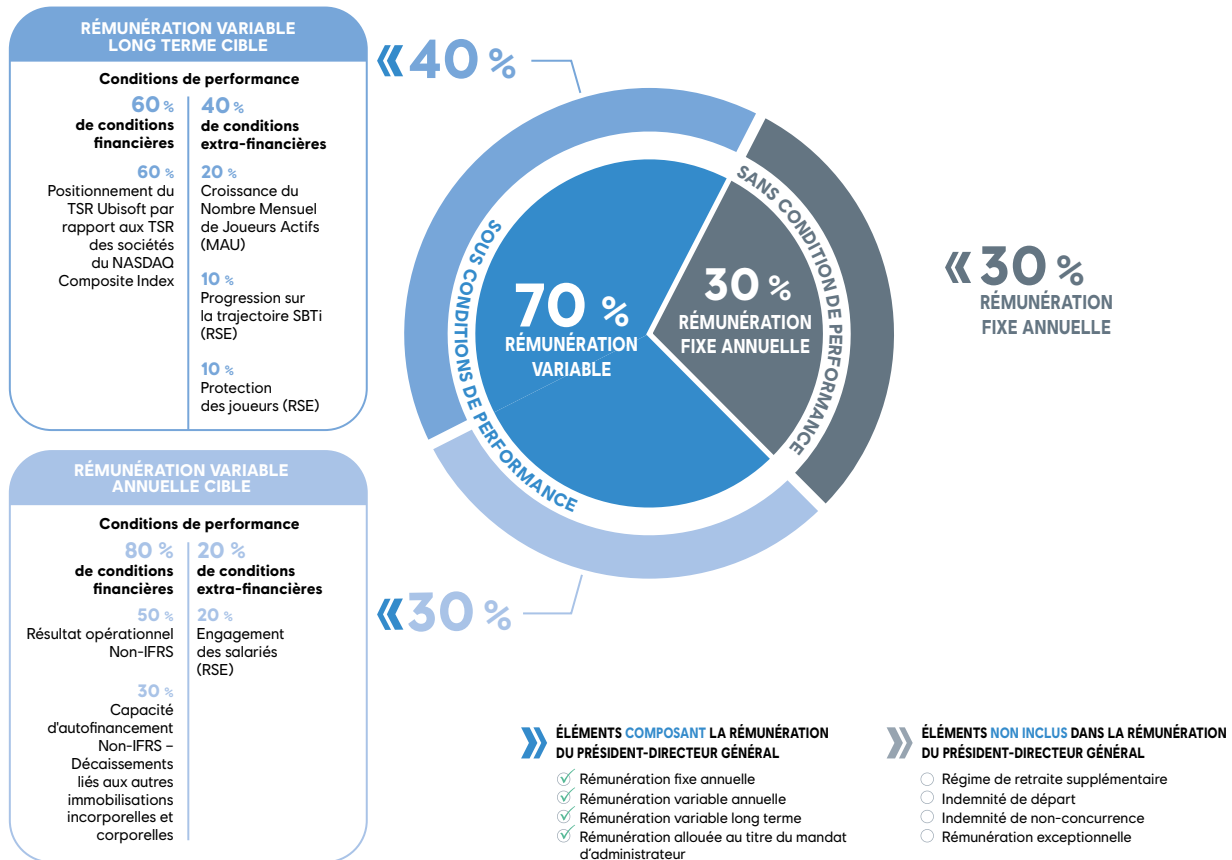 RÉMUNÉRATION VARIABLE
LONG TERME CIBLE
Conditions de performance
60 %
de conditions
financières
60 %
Positionnement du
TSR Ubisoft par
rapport aux TSR
des sociétés
du NASDAQ
Composite Index
40 %
de conditions
extra-financières
20 %
Croissance du
Nombre Mensuel
de Joueurs Actifs
(MAU)
10 %
Progression sur
la trajectoire SBTi
(RSE)
10 %
Protection
des joueurs (RSE)
« 40 %
SOUS CONDITIONS DE PERFORMANCE
70 %
RÉMUNÉRATION
VARIABLE
SANS CONDITION DE PERFORMANCE
30 %
RÉMUNÉRATION
FIXE ANNUELLE
« 30 %
RÉMUNÉRATION
FIXE ANNUELLE
RÉMUNÉRATION VARIABLE
ANNUELLE CIBLE
Conditions de performance
80 %
de conditions
financières
50 %
Résultat opérationnel
Non-IFRS
30 %
Capacité
d'autofinancement
Non-IFRS –
Décaissements
liés aux autres
immobilisations
incorporelles et
corporelles
20 %
de conditions
extra-financières
20 %
Engagement
des salariés
(RSE)
« 30 %
» ÉLÉMENTS COMPOSANT LA RÉMUNÉRATION
DU PRÉSIDENT-DIRECTEUR GÉNÉRAL
Rémunération fixe annuelle
Rémunération variable annuelle
Rémunération variable long terme
Rémunération allouée au titre du mandat
d'administrateur
» ÉLÉMENTS NON INCLUS DANS LA RÉMUNÉRATION
DU PRÉSIDENT-DIRECTEUR GÉNÉRAL
Régime de retraite supplémentaire
Indemnité de départ
Indemnité de non-concurrence
Rémunération exceptionnelle